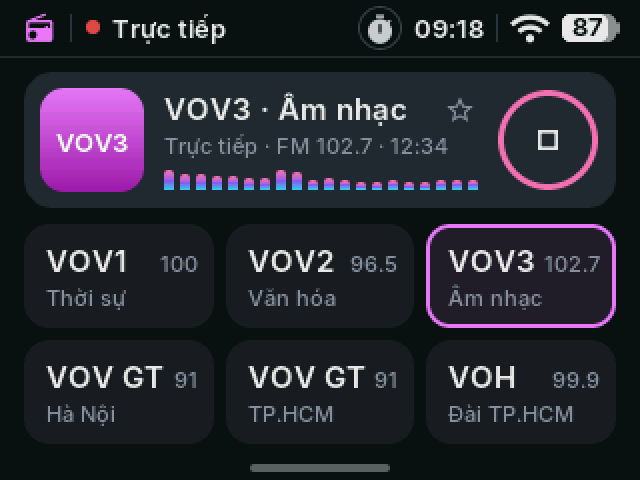 Trực tiếp 09:18 87
VOV3
VOV3 · Âm nhạc
Trực tiếp · FM 102.7 · 12:34
VOV1 100
Thời sự
VOV2 96.5
Văn hóa
VOV3 102.7
Âm nhạc
VOV GT 91
Hà Nội
VOV GT 91
TP.HCM
VOH 99.9
Đài TP.HCM